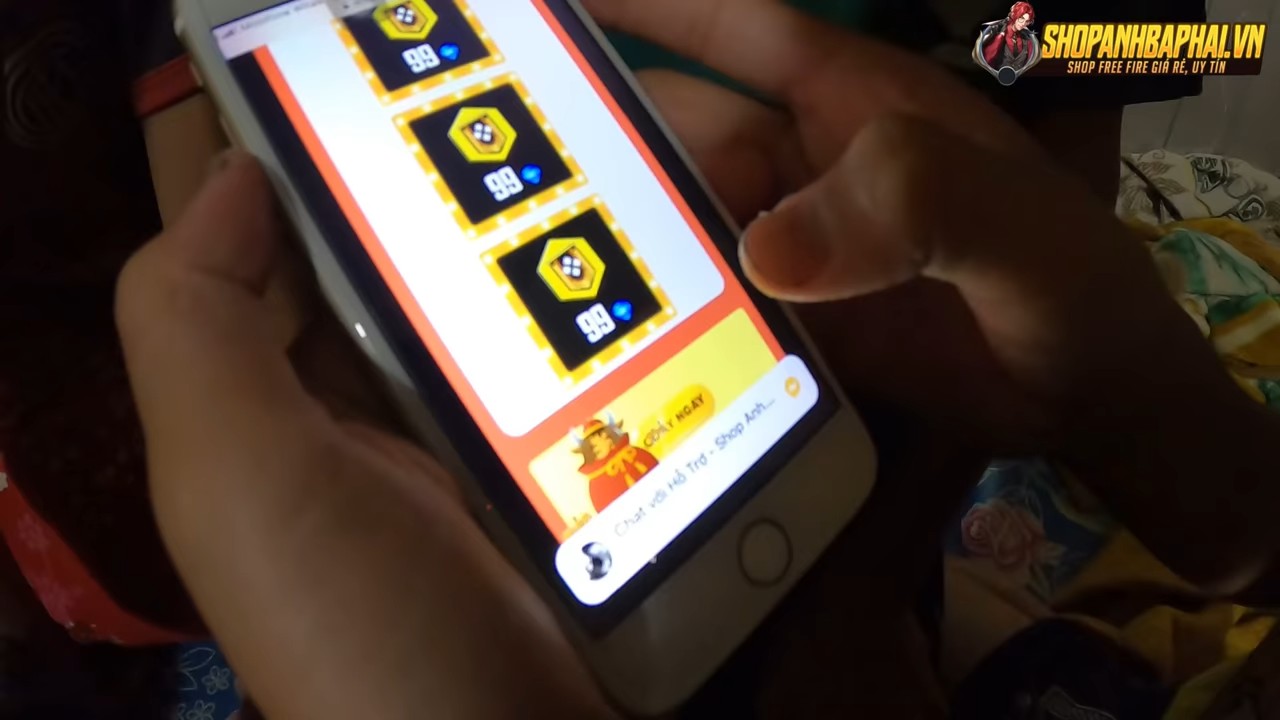 SHOPANHBAPHAI.VN
SHOP FREE FIRE GIÁ RẺ, UY TÍN
99
99
99
QUAY NGAY
Chat với Hỗ Trợ - Shop Anh...